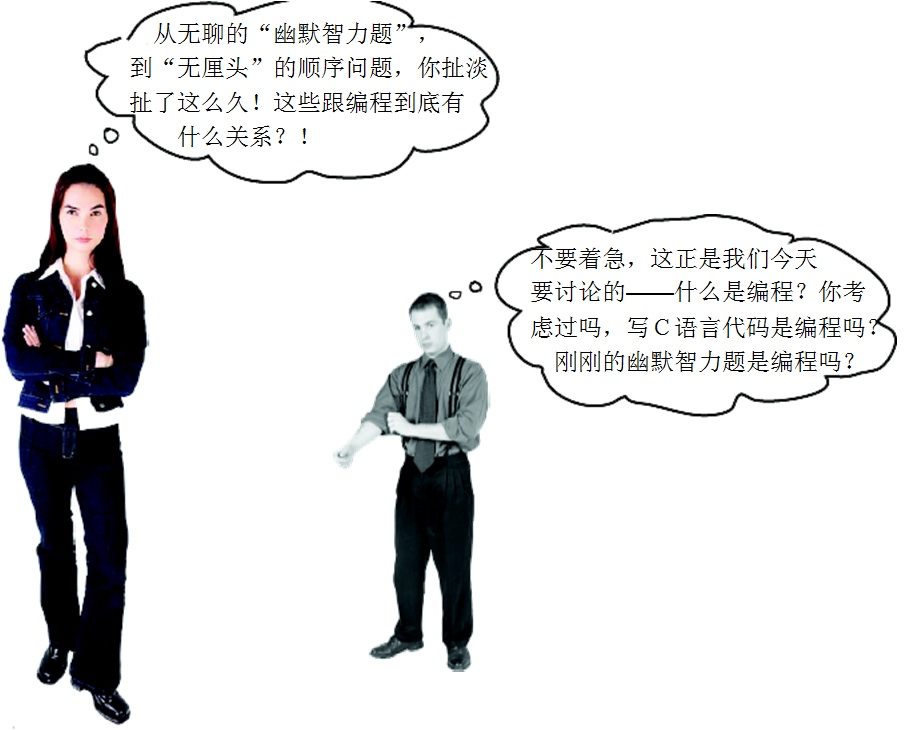 从无聊的“幽默智力题”，
到“无厘头”的顺序问题，你扯淡
扯了这么久！这些跟编程到底有
什么关系？！
不要着急，这正是我们今天
要讨论的——什么是编程？你考
虑过吗，写C语言代码是编程吗？
刚刚的幽默智力题是编程吗？